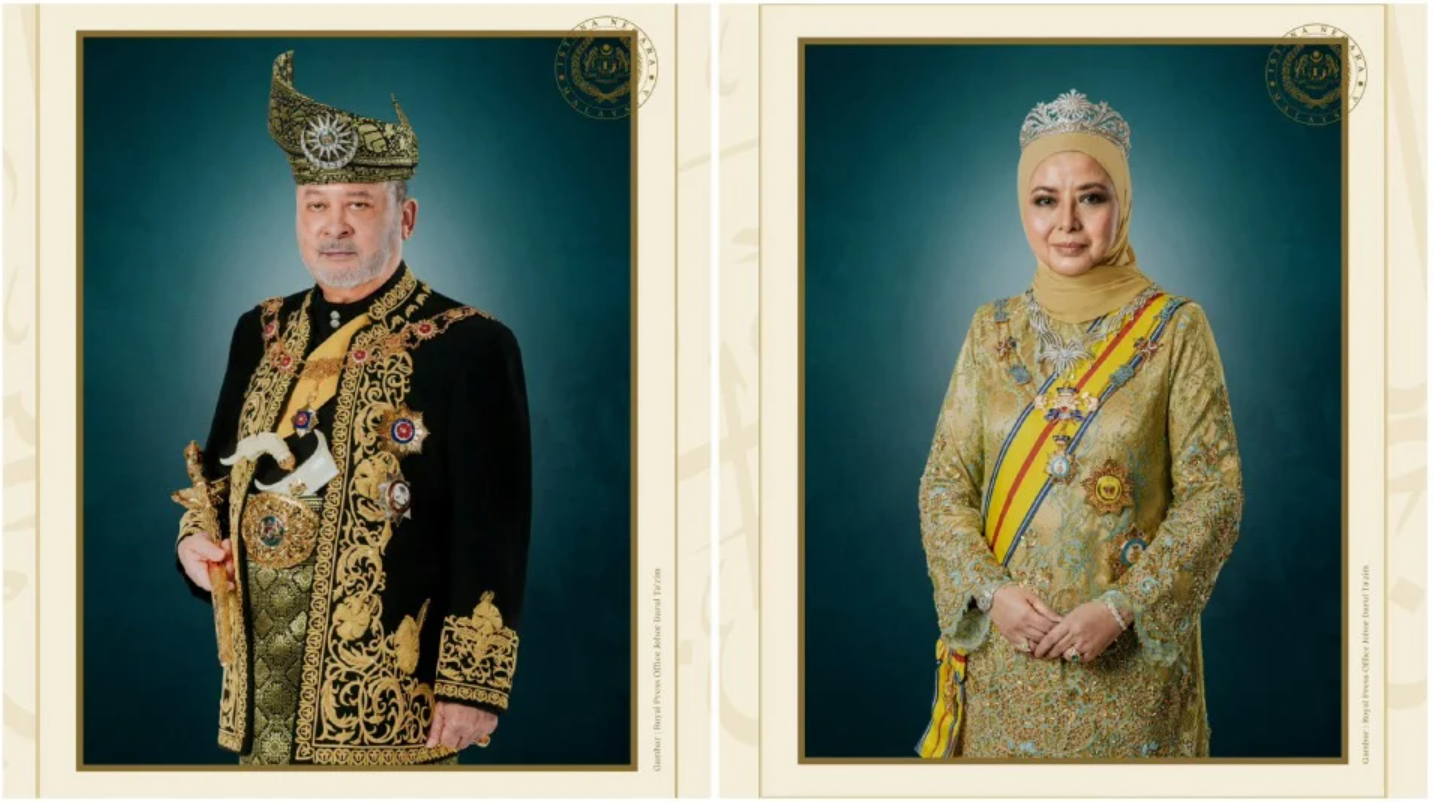 ISTANA NEGARA
MALAYSIA
Gambar : Royal Press Office Johor Darul Ta'zim
ISTANA NEGARA
MALAYSIA
Gambar : Royal Press Office Johor Darul Ta'zim